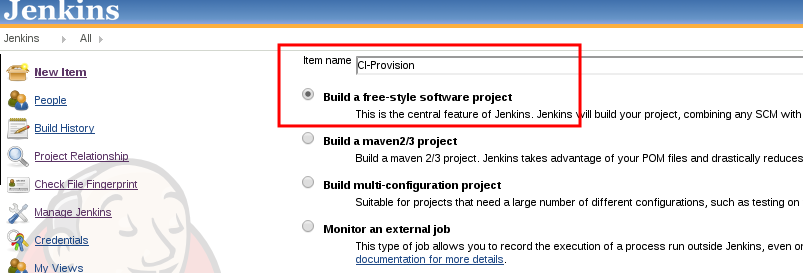 Jenkins
Jenkins All
Item name CI-Provision
New Item
Build a free-style software project
People
This is the central feature of Jenkins. Jenkins will build your project, combining any SCM with
Build History
Build a maven2/3 project
Project Relationship
Build a maven 2/3 project. Jenkins takes advantage of your POM files and drastically reduces
Check File Fingerprint
Build multi-configuration project
Suitable for projects that need a large number of different configurations, such as testing on
Manage Jenkins
Monitor an external job
Credentials
This type of job allows you to record the execution of a process run outside Jenkins, even on
documentation for more details.
My Views